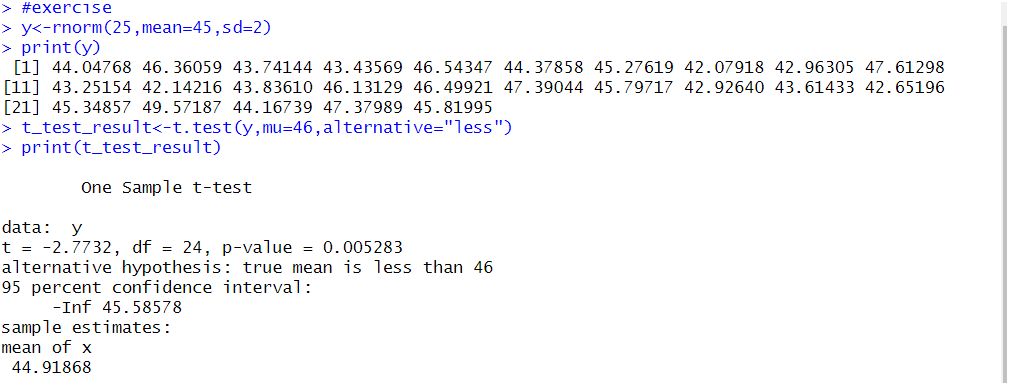 > #exercise
> y<-rnorm(25,mean=45,sd=2)
> print(y)
 [1] 44.04768 46.36059 43.74144 43.43569 46.54347 44.37858 45.27619 42.07918 42.96305 47.61298
[11] 43.25154 42.14216 43.83610 46.13129 46.49921 47.39044 45.79717 42.92640 43.61433 42.65196
[21] 45.34857 49.57187 44.16739 47.37989 45.81995
> t_test_result<-t.test(y,mu=46,alternative="less")
> print(t_test_result)
One Sample t-test
data:  y
t = -2.7732, df = 24, p-value = 0.005283
alternative hypothesis: true mean is less than 46
95 percent confidence interval:
     -Inf 45.58578
sample estimates:
mean of x
 44.91868